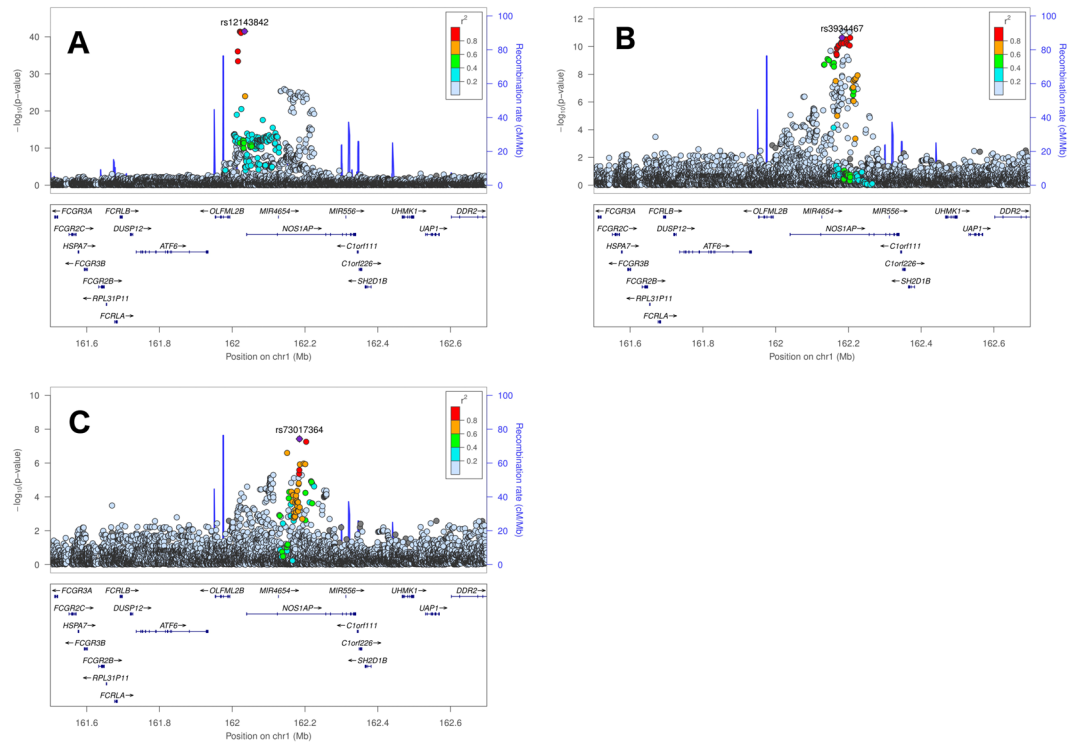 A
rs12143842
r²
0.8
0.6
0.4
0.2
40
30
20
10
0
−log₁₀(p−value)
100
80
60
40
20
0
Recombination rate (cM/Mb)
←FCGR3A FCRLB→ ←OLFML2B MIR4654→ MIR556→ UHMK1→ DDR2→
FCGR2C→ DUSP12→ NOS1AP→ UAP1→
HSPA7→ ATF6→ ←C1orf111
←FCGR3B C1orf226→
FCGR2B→ ←SH2D1B
←RPL31P11
FCRLA→
161.6 161.8 162 162.2 162.4 162.6
Position on chr1 (Mb)
B
rs3934467
r²
0.8
0.6
0.4
0.2
12
10
8
6
4
2
0
−log₁₀(p−value)
100
80
60
40
20
0
Recombination rate (cM/Mb)
←FCGR3A FCRLB→ ←OLFML2B MIR4654→ MIR556→ UHMK1→ DDR2→
FCGR2C→ DUSP12→ NOS1AP→ UAP1→
HSPA7→ ATF6→ ←C1orf111
←FCGR3B C1orf226→
FCGR2B→ ←SH2D1B
←RPL31P11
FCRLA→
161.6 161.8 162 162.2 162.4 162.6
Position on chr1 (Mb)
C
rs73017364
r²
0.8
0.6
0.4
0.2
10
8
6
4
2
0
−log₁₀(p−value)
100
80
60
40
20
0
Recombination rate (cM/Mb)
←FCGR3A FCRLB→ ←OLFML2B MIR4654→ MIR556→ UHMK1→ DDR2→
FCGR2C→ DUSP12→ NOS1AP→ UAP1→
HSPA7→ ATF6→ ←C1orf111
←FCGR3B C1orf226→
FCGR2B→ ←SH2D1B
←RPL31P11
FCRLA→
161.6 161.8 162 162.2 162.4 162.6
Position on chr1 (Mb)